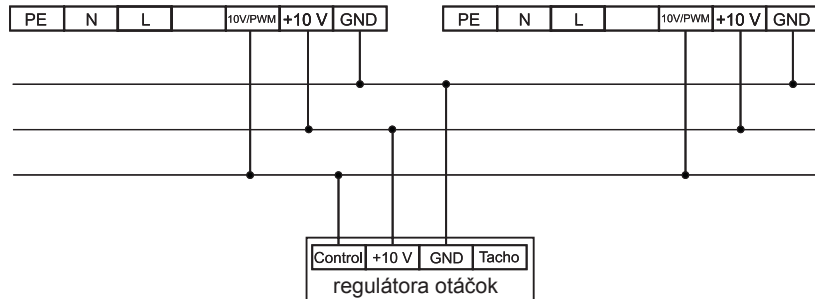 PE N L 10V/PWM +10 V GND
PE N L 10V/PWM +10 V GND
Control +10 V GND Tacho
regulátora otáčok